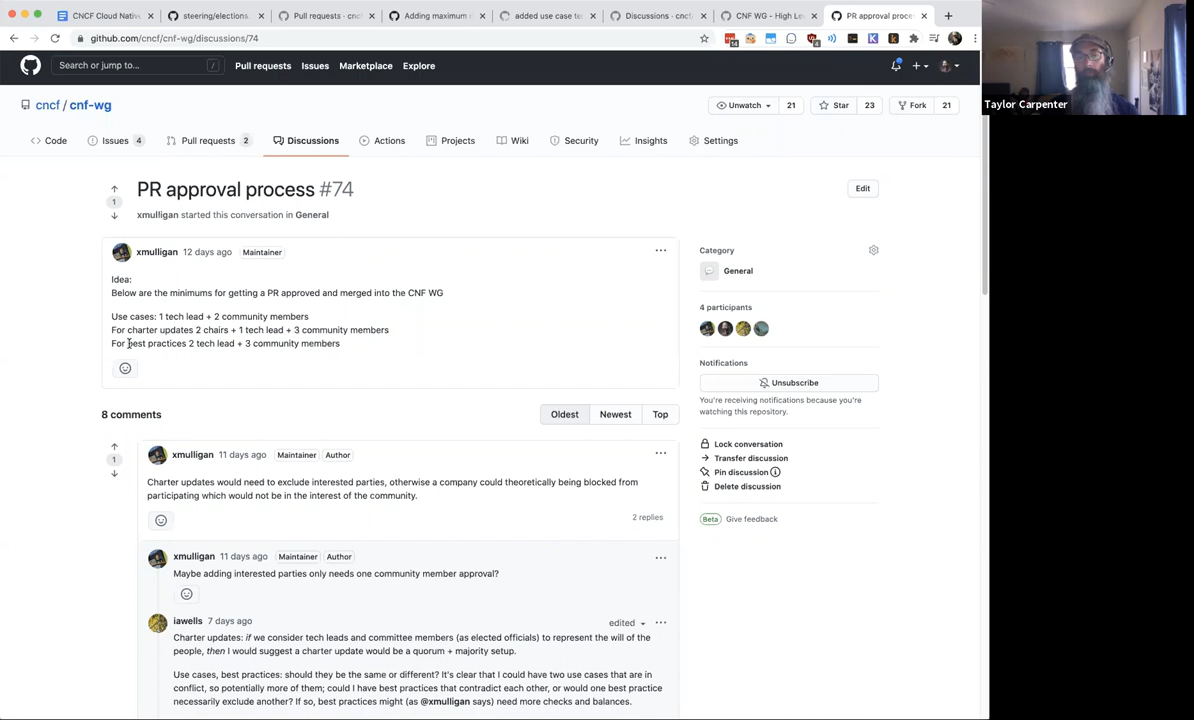 CNCF Cloud Native
steering/elections.
Pull requests · cnc
Adding maximum
added use case te
Discussions · cncf/
CNF WG - High Le
PR approval proce
github.com/cncf/cnf-wg/discussions/74
14
4
Search or jump to...
/
Pull requests
Issues
Marketplace
Explore
Taylor Carpenter
cncf / cnf-wg
Unwatch
21
Star
23
Fork
21
Code
Issues 4
Pull requests 2
Discussions
Actions
Projects
Wiki
Security
Insights
Settings
1
PR approval process #74
Edit
xmulligan started this conversation in General
xmulligan 12 days ago Maintainer
...
Idea:
Below are the minimums for getting a PR approved and merged into the CNF WG
Use cases: 1 tech lead + 2 community members
For charter updates 2 chairs + 1 tech lead + 3 community members
For best practices 2 tech lead + 3 community members
Category
General
4 participants
Notifications
Unsubscribe
You're receiving notifications because you're
watching this repository.
Lock conversation
Transfer discussion
Pin discussion
Delete discussion
Beta Give feedback
8 comments
Oldest
Newest
Top
1
xmulligan 11 days ago Maintainer Author
...
Charter updates would need to exclude interested parties, otherwise a company could theoretically being blocked from
participating which would not be in the interest of the community.
2 replies
xmulligan 11 days ago Maintainer Author
...
Maybe adding interested parties only needs one community member approval?
iawells 7 days ago
edited
...
Charter updates: if we consider tech leads and committee members (as elected officials) to represent the will of the
people, then I would suggest a charter update would be a quorum + majority setup.
Use cases, best practices: should they be the same or different? It's clear that I could have two use cases that are in
conflict, so potentially more of them; could I have best practices that contradict each other, or would one best practice
necessarily exclude another? If so, best practices might (as @xmulligan says) need more checks and balances.